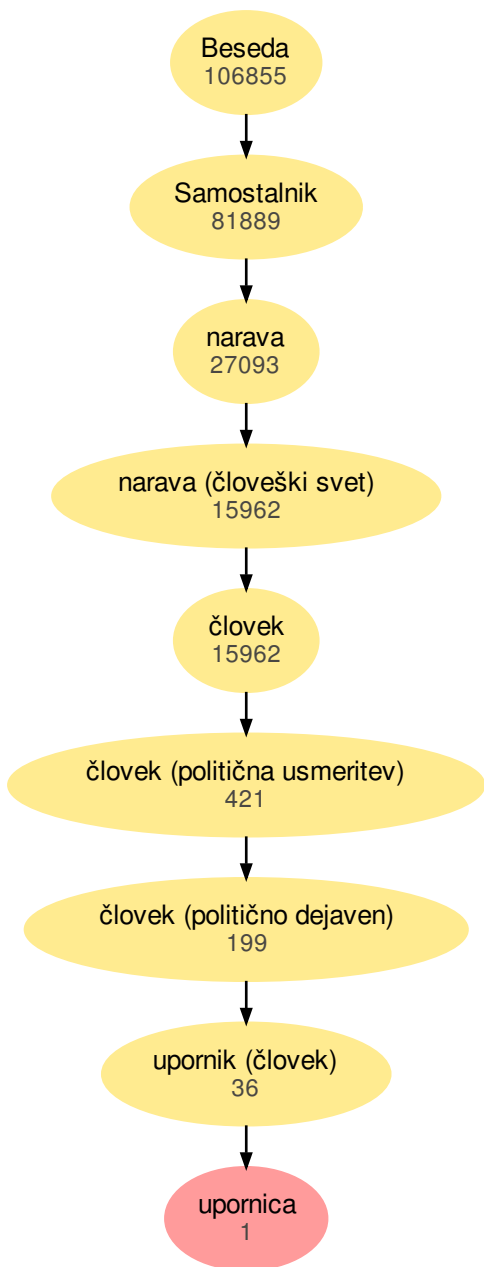 Beseda
106855
Samostalnik
81889
narava
27093
narava (človeški svet)
15962
človek
15962
človek (politična usmeritev)
421
človek (politično dejaven)
199
upornik (človek)
36
upornica
1